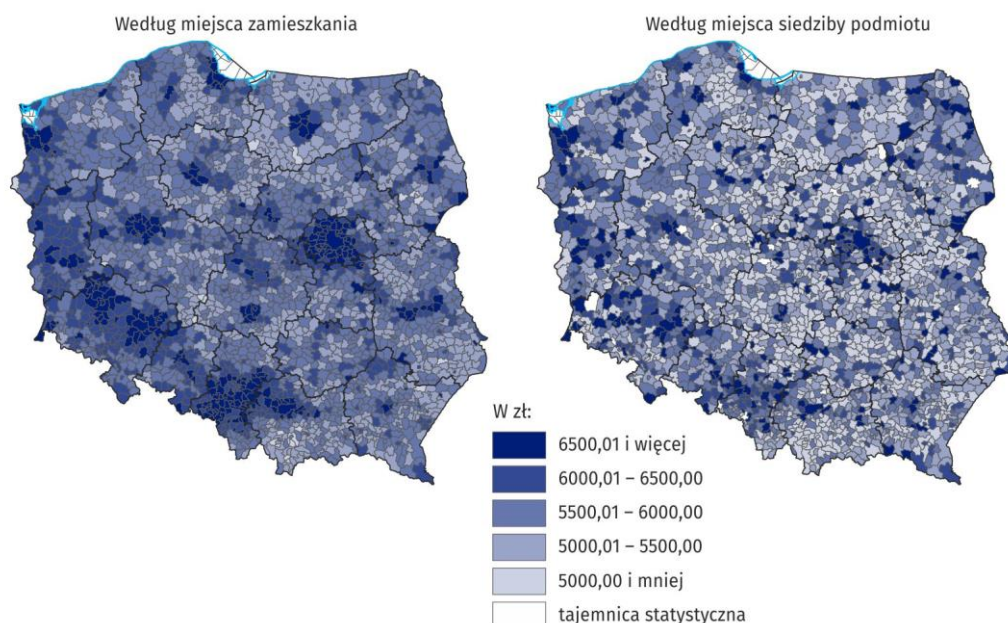 Według miejsca zamieszkania
Według miejsca siedziby podmiotu
W zł:
6500,01 i więcej
6000,01 – 6500,00
5500,01 – 6000,00
5000,01 – 5500,00
5000,00 i mniej
tajemnica statystyczna